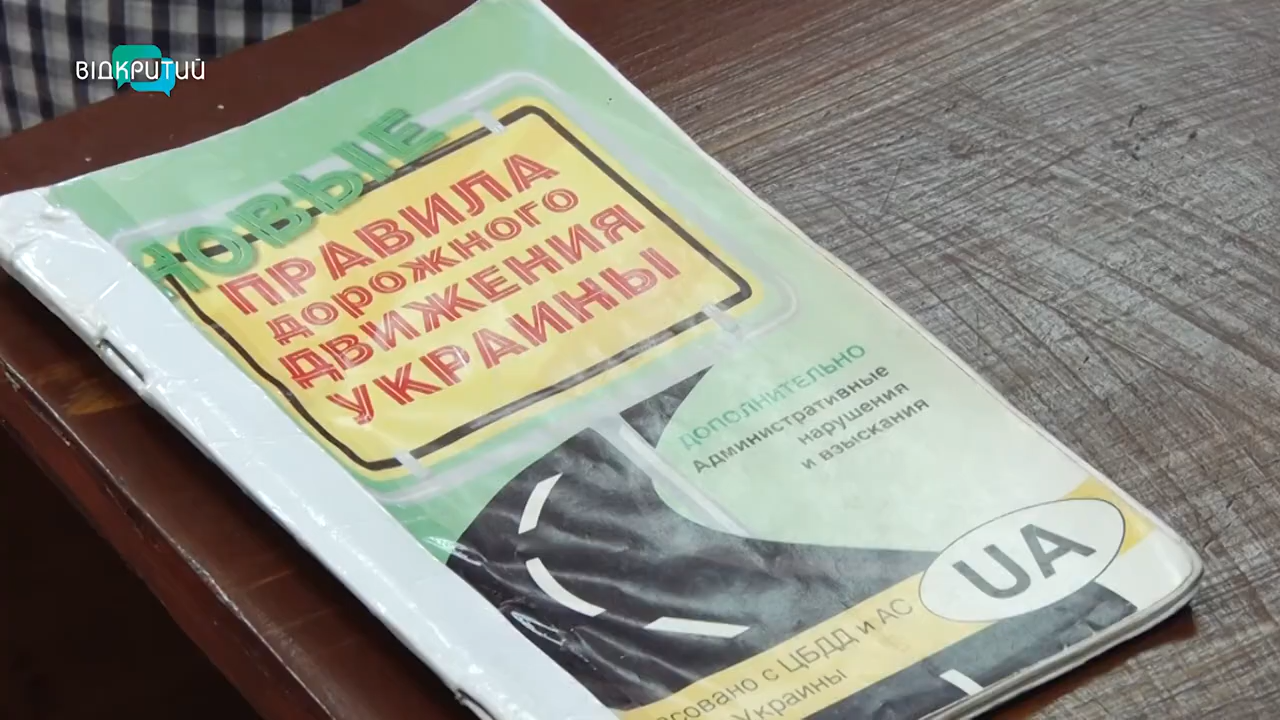 ВІДКРИТИЙ
НОВЫЕ
ПРАВИЛА
ДОРОЖНОГО
ДВИЖЕНИЯ
УКРАИНЫ
ДОПОЛНИТЕЛЬНО
Административные
нарушения
и взыскания
UA
с ЦБДД и АС
Украины